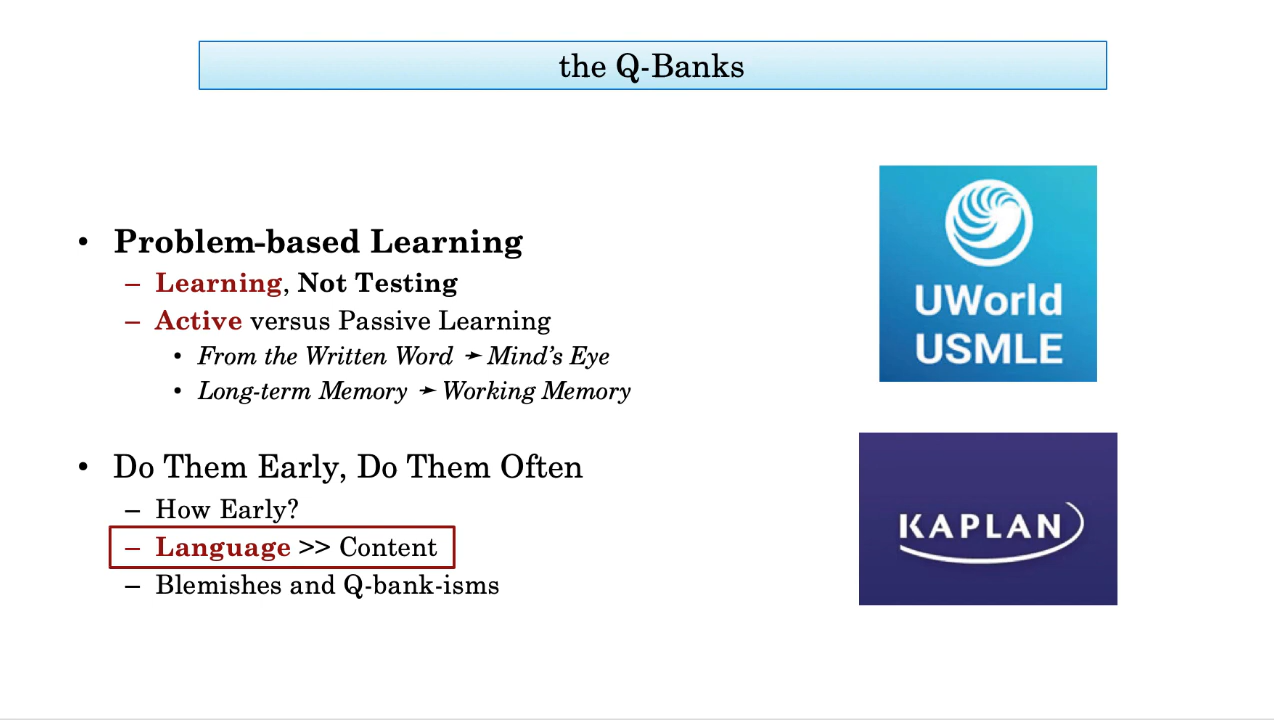 the Q-Banks
• Problem-based Learning
– Learning, Not Testing
– Active versus Passive Learning
• From the Written Word ➛ Mind’s Eye
• Long-term Memory ➛ Working Memory
• Do Them Early, Do Them Often
– How Early?
– Language >> Content
– Blemishes and Q-bank-isms
UWorld
USMLE
KAPLAN